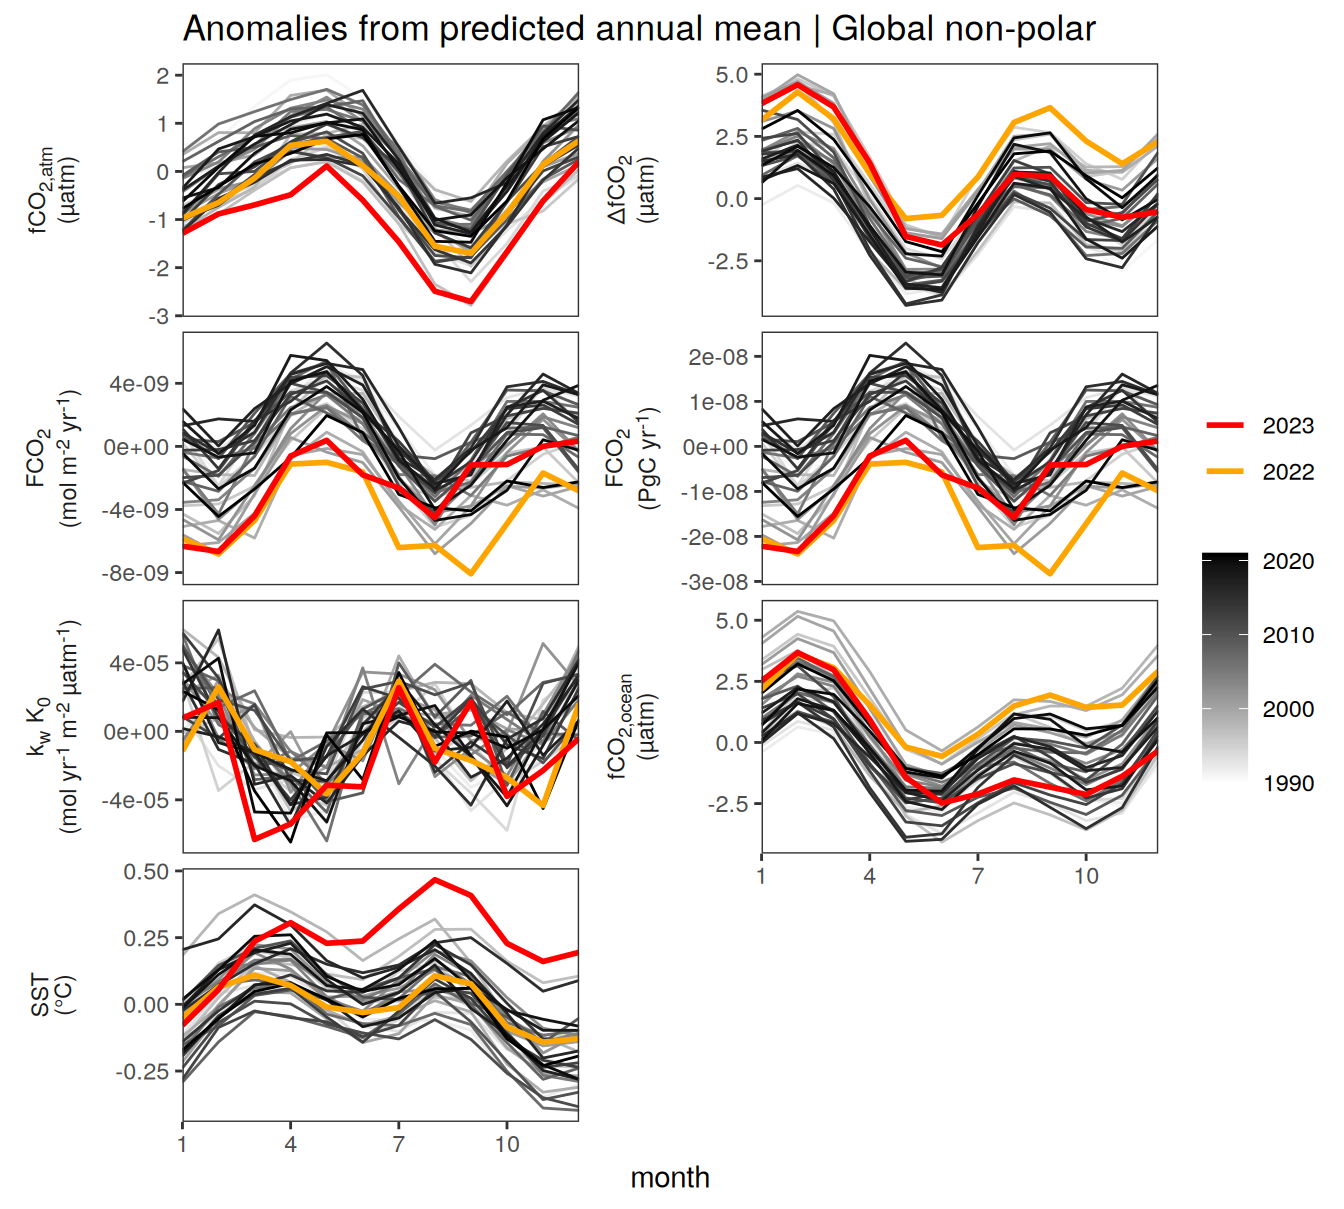 Anomalies from predicted annual mean | Global non-polar
fCO2,atm
(µatm)
2
1
0
-1
-2
-3
ΔfCO2
(µatm)
5.0
2.5
0.0
-2.5
FCO2
(mol m-2 yr-1)
4e-09
0e+00
-4e-09
-8e-09
FCO2
(PgC yr-1)
2e-08
1e-08
0e+00
-1e-08
-2e-08
-3e-08
kw K0
(mol yr-1 m-2 µatm-1)
4e-05
0e+00
-4e-05
fCO2,ocean
(µatm)
5.0
2.5
0.0
-2.5
1 4 7 10
SST
(°C)
0.50
0.25
0.00
-0.25
1 4 7 10
month
2023
2022
2020
2010
2000
1990